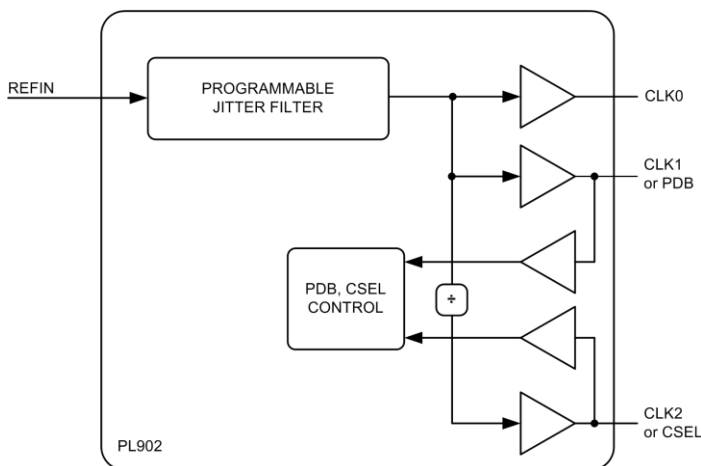 REFIN
PROGRAMMABLE
JITTER FILTER
CLK0
CLK1
or PDB
PDB, CSEL
CONTROL
÷
CLK2
or CSEL
PL902